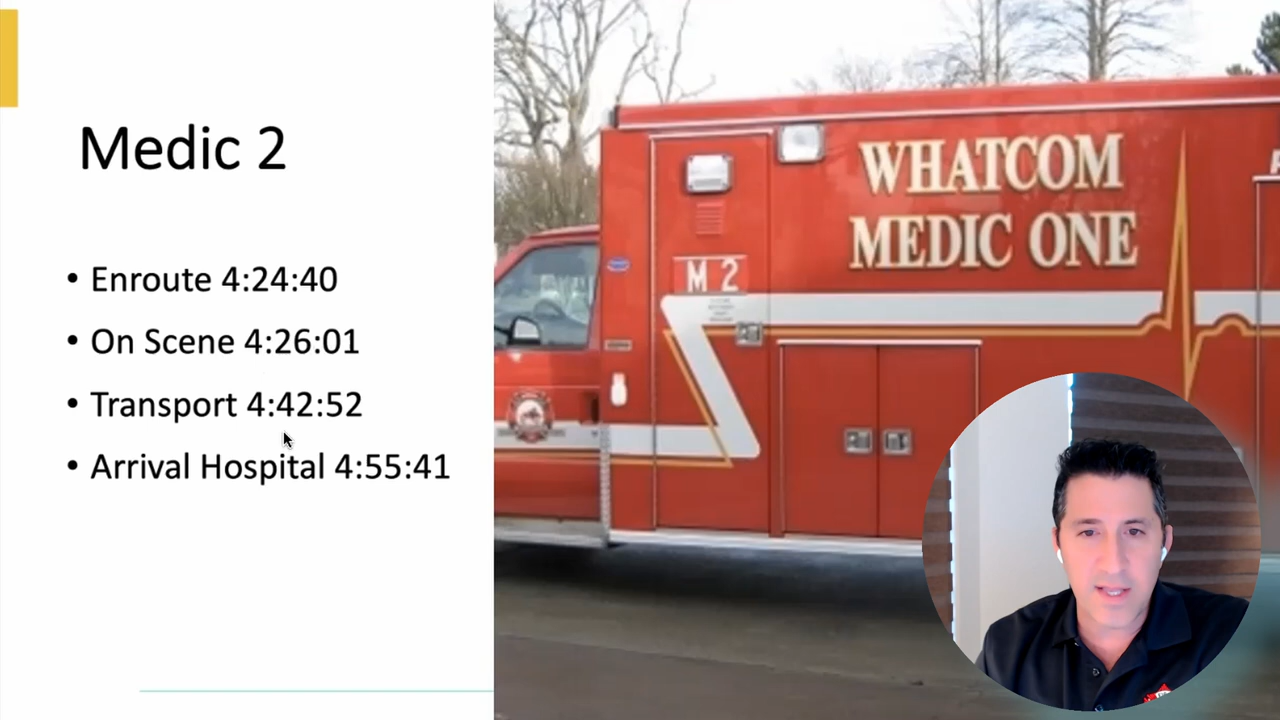 Medic 2
• Enroute 4:24:40
• On Scene 4:26:01
• Transport 4:42:52
• Arrival Hospital 4:55:41
WHATCOM
MEDIC ONE
M 2